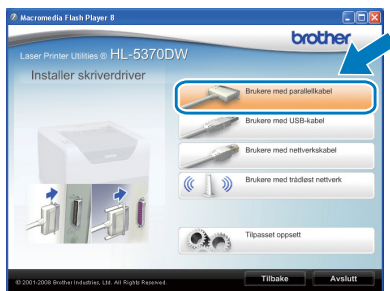 Macromedia Flash Player 8
brother
Laser Printer Utilities ® HL-5370DW
Installer skriverdriver
Brukere med parallellkabel
Brukere med USB-kabel
Brukere med nettverkskabel
Brukere med trådløst nettverk
Tilpasset oppsett
© 2001-2008 Brother Industries, Ltd. All Rights Reserved.
Tilbake
Avslutt